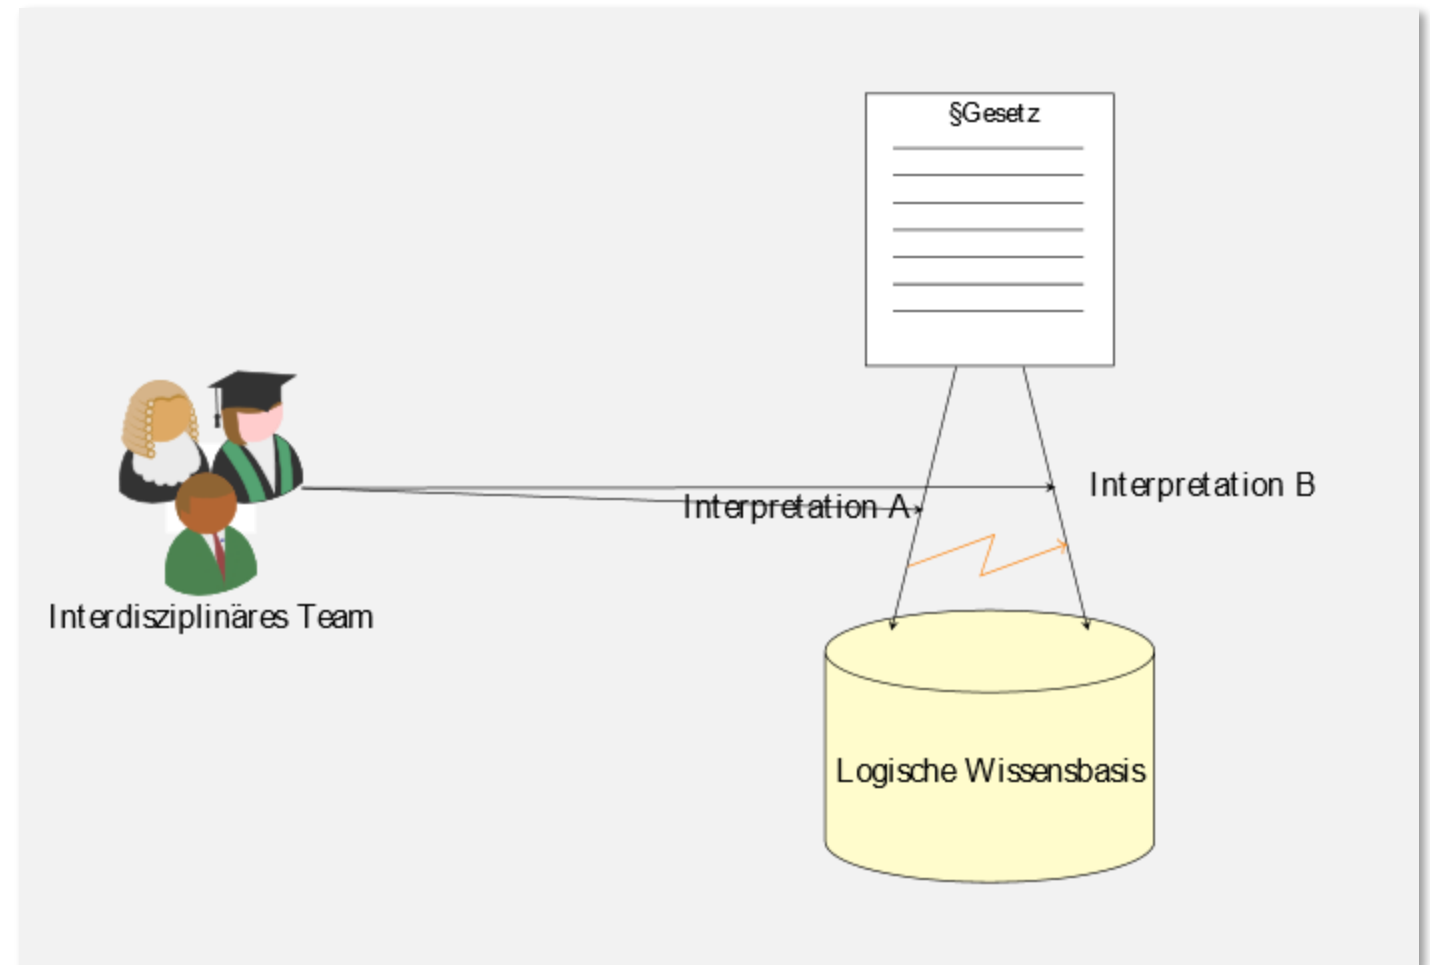 §Gesetz
Interpretation B
Interpretation A
Interdisziplinäres Team
Logische Wissensbasis